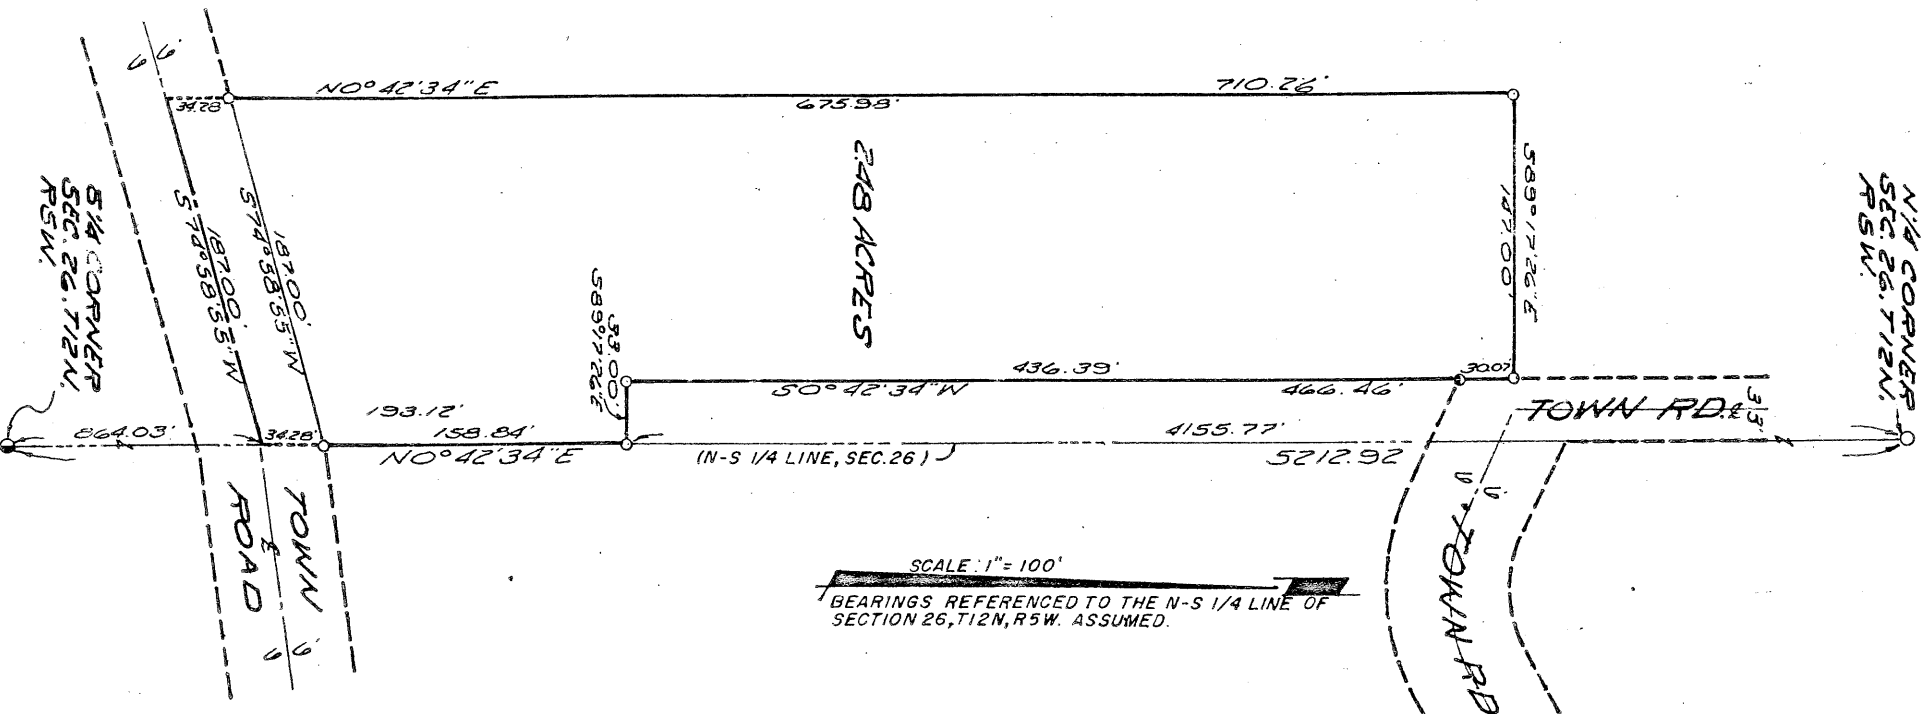 N0°42'34"E
710.26'
34.28'
675.98'
2.48 ACRES
S89°17'26"E
147.00'
S1/4 CORNER
SEC. 26, T12N,
R5W.
N1/4 CORNER
SEC. 26, T12N,
R5W.
187.00'
S74°58'55"W
187.00'
S74°58'55"W
33.00'
S89°17'26"E
436.39'
30.07'
S0°42'34"W
466.46'
TOWN RD.
33'
193.12'
864.03'
34.28'
158.84'
4155.77'
N0°42'34"E
(N-S 1/4 LINE, SEC.26)
5212.92
TOWN
ROAD
TOWN RD
SCALE: 1"= 100'
BEARINGS REFERENCED TO THE N-S 1/4 LINE OF
SECTION 26, T12N, R5W. ASSUMED.